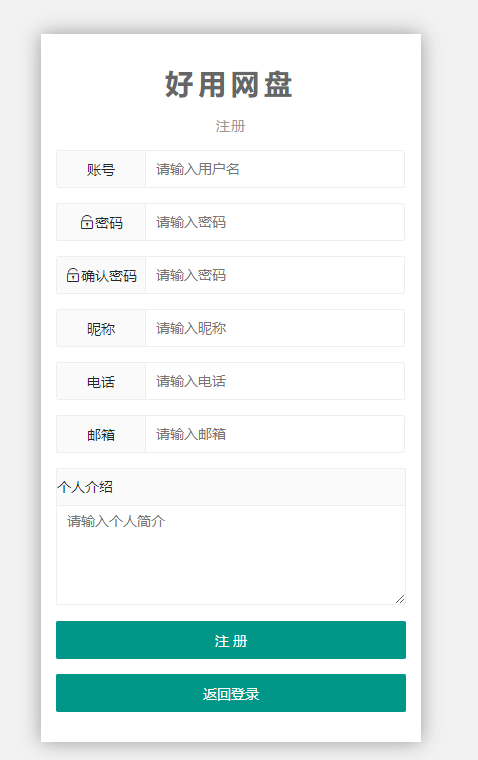 好用网盘
注册
账号 请输入用户名
密码 请输入密码
确认密码 请输入密码
昵称 请输入昵称
电话 请输入电话
邮箱 请输入邮箱
个人介绍
请输入个人简介
注 册
返回登录